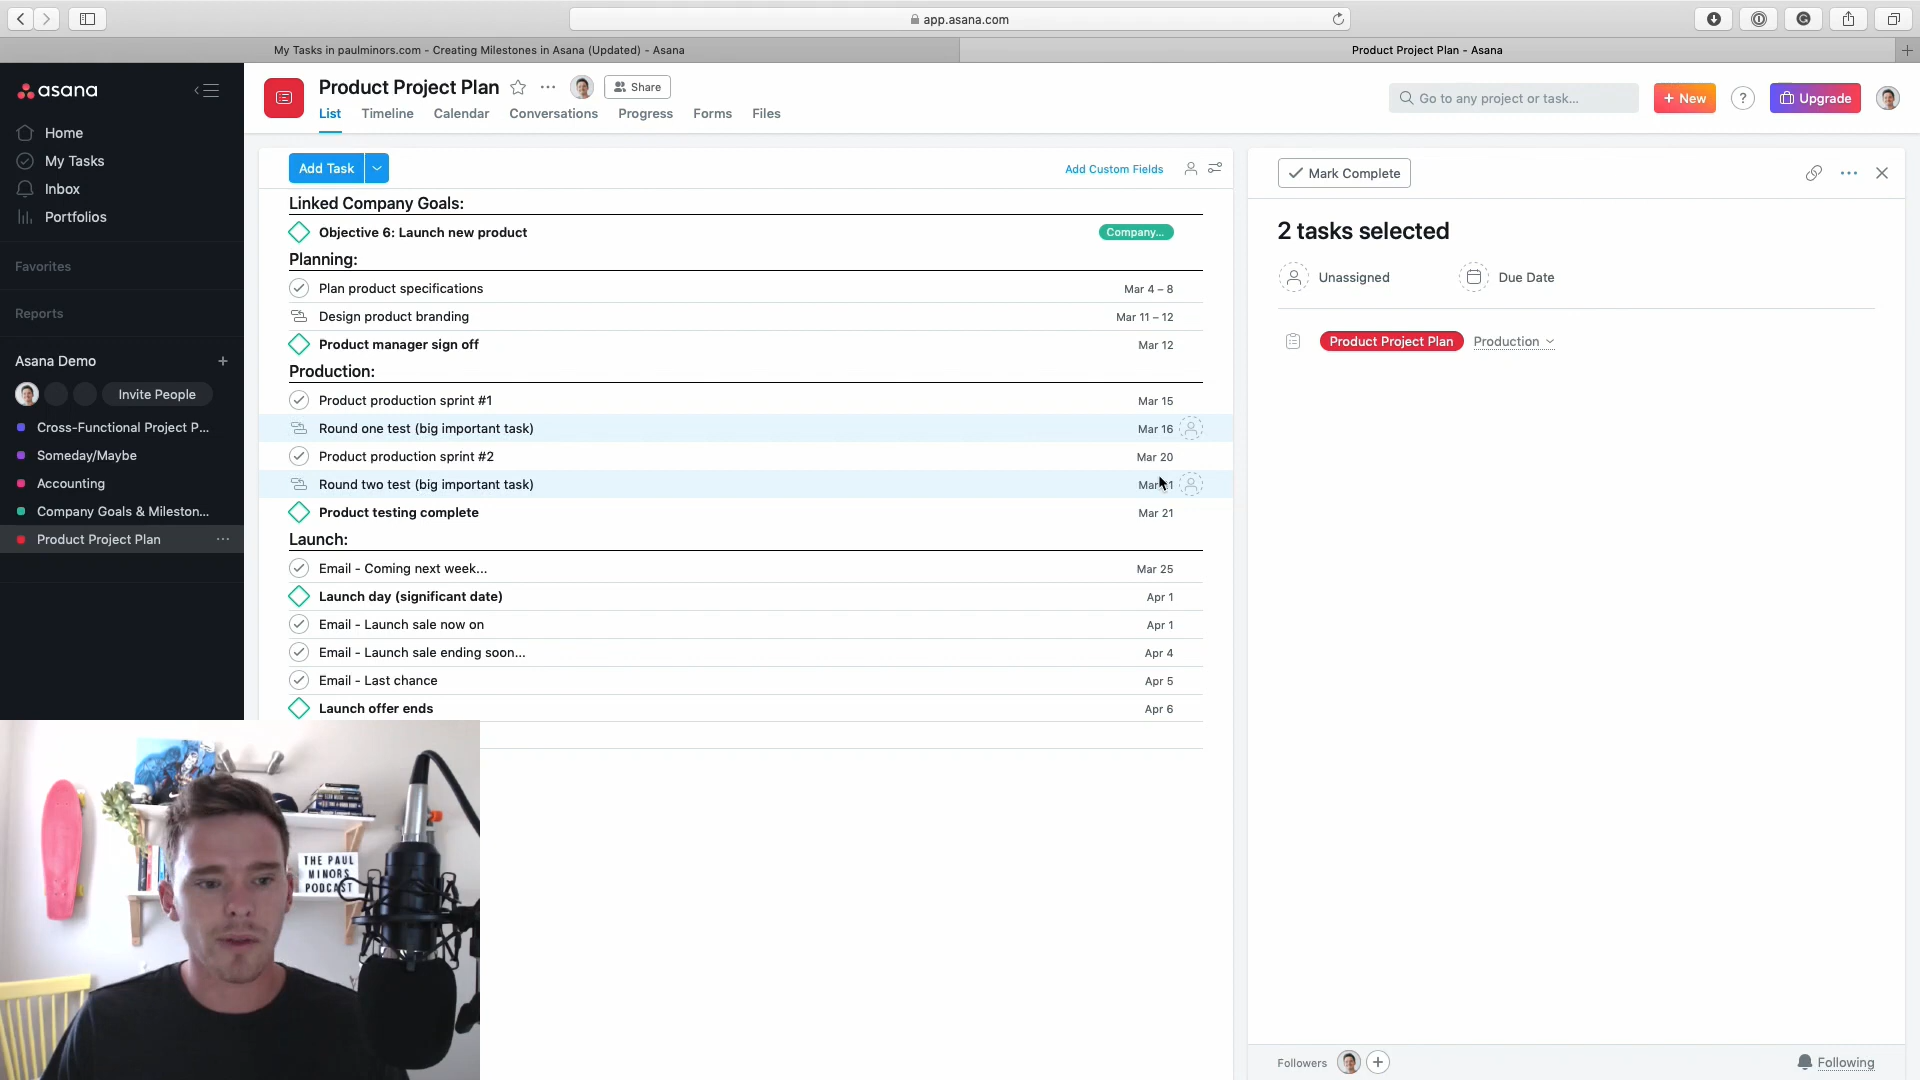 app.asana.com
My Tasks in paulminors.com - Creating Milestones in Asana (Updated) - Asana
Product Project Plan - Asana
asana
Home
My Tasks
Inbox
Portfolios
Favorites
Reports
Asana Demo
Invite People
Cross-Functional Project P...
Someday/Maybe
Accounting
Company Goals & Mileston...
Product Project Plan
Product Project Plan
Share
List Timeline Calendar Conversations Progress Forms Files
Go to any project or task...
+ New
?
Upgrade
Add Task
Add Custom Fields
Linked Company Goals:
Objective 6: Launch new product Company...
Planning:
Plan product specifications Mar 4 – 8
Design product branding Mar 11 – 12
Product manager sign off Mar 12
Production:
Product production sprint #1 Mar 15
Round one test (big important task) Mar 16
Product production sprint #2 Mar 20
Round two test (big important task)
Product testing complete Mar 21
Launch:
Email - Coming next week... Mar 25
Launch day (significant date) Apr 1
Email - Launch sale now on Apr 1
Email - Launch sale ending soon... Apr 4
Email - Last chance Apr 5
Launch offer ends Apr 6
Mark Complete
2 tasks selected
Unassigned Due Date
Product Project Plan Production
Followers
Following
THE PAUL
MINORS
PODCAST